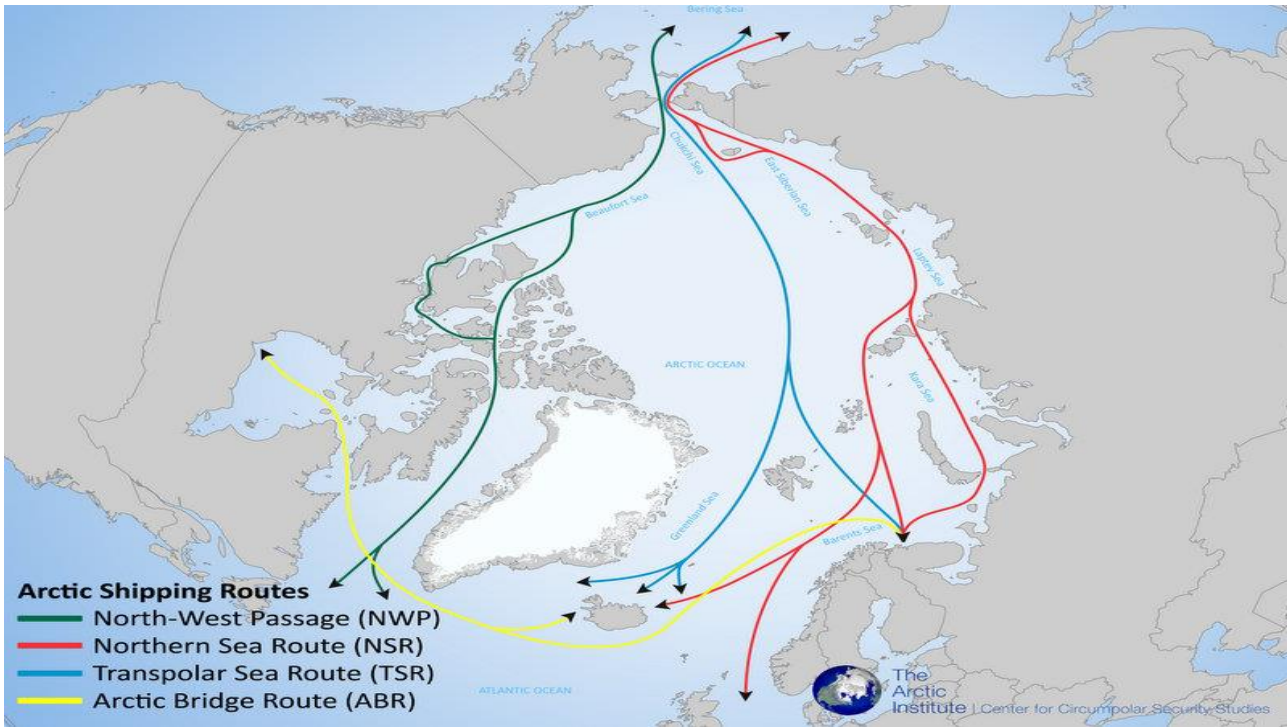 Bering Sea
Chukchi Sea
East Siberian Sea
Beaufort Sea
Laptev Sea
ARCTIC OCEAN
Kara Sea
Greenland Sea
Barents Sea
Arctic Shipping Routes
North-West Passage (NWP)
Northern Sea Route (NSR)
Transpolar Sea Route (TSR)
Arctic Bridge Route (ABR)
ATLANTIC OCEAN
The
Arctic
Institute | Center for Circumpolar Security Studies